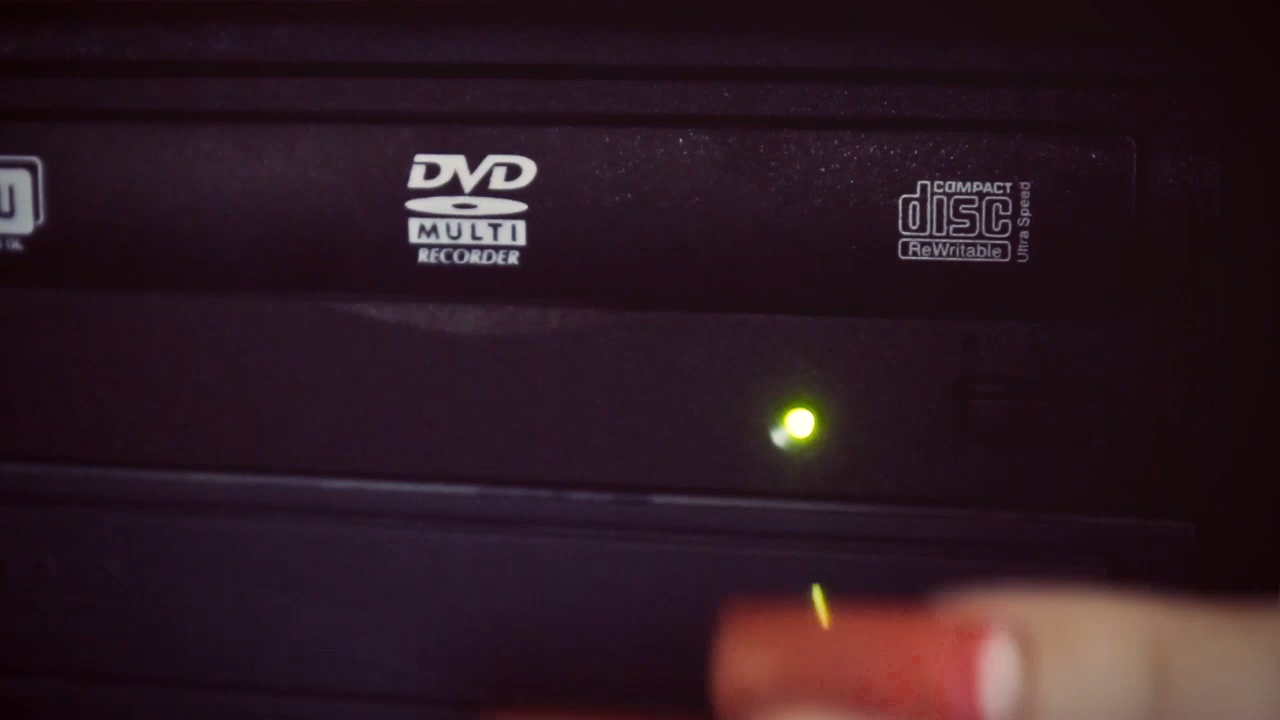 DVD
MULTI
RECORDER
COMPACT
disc
ReWritable
Ultra Speed